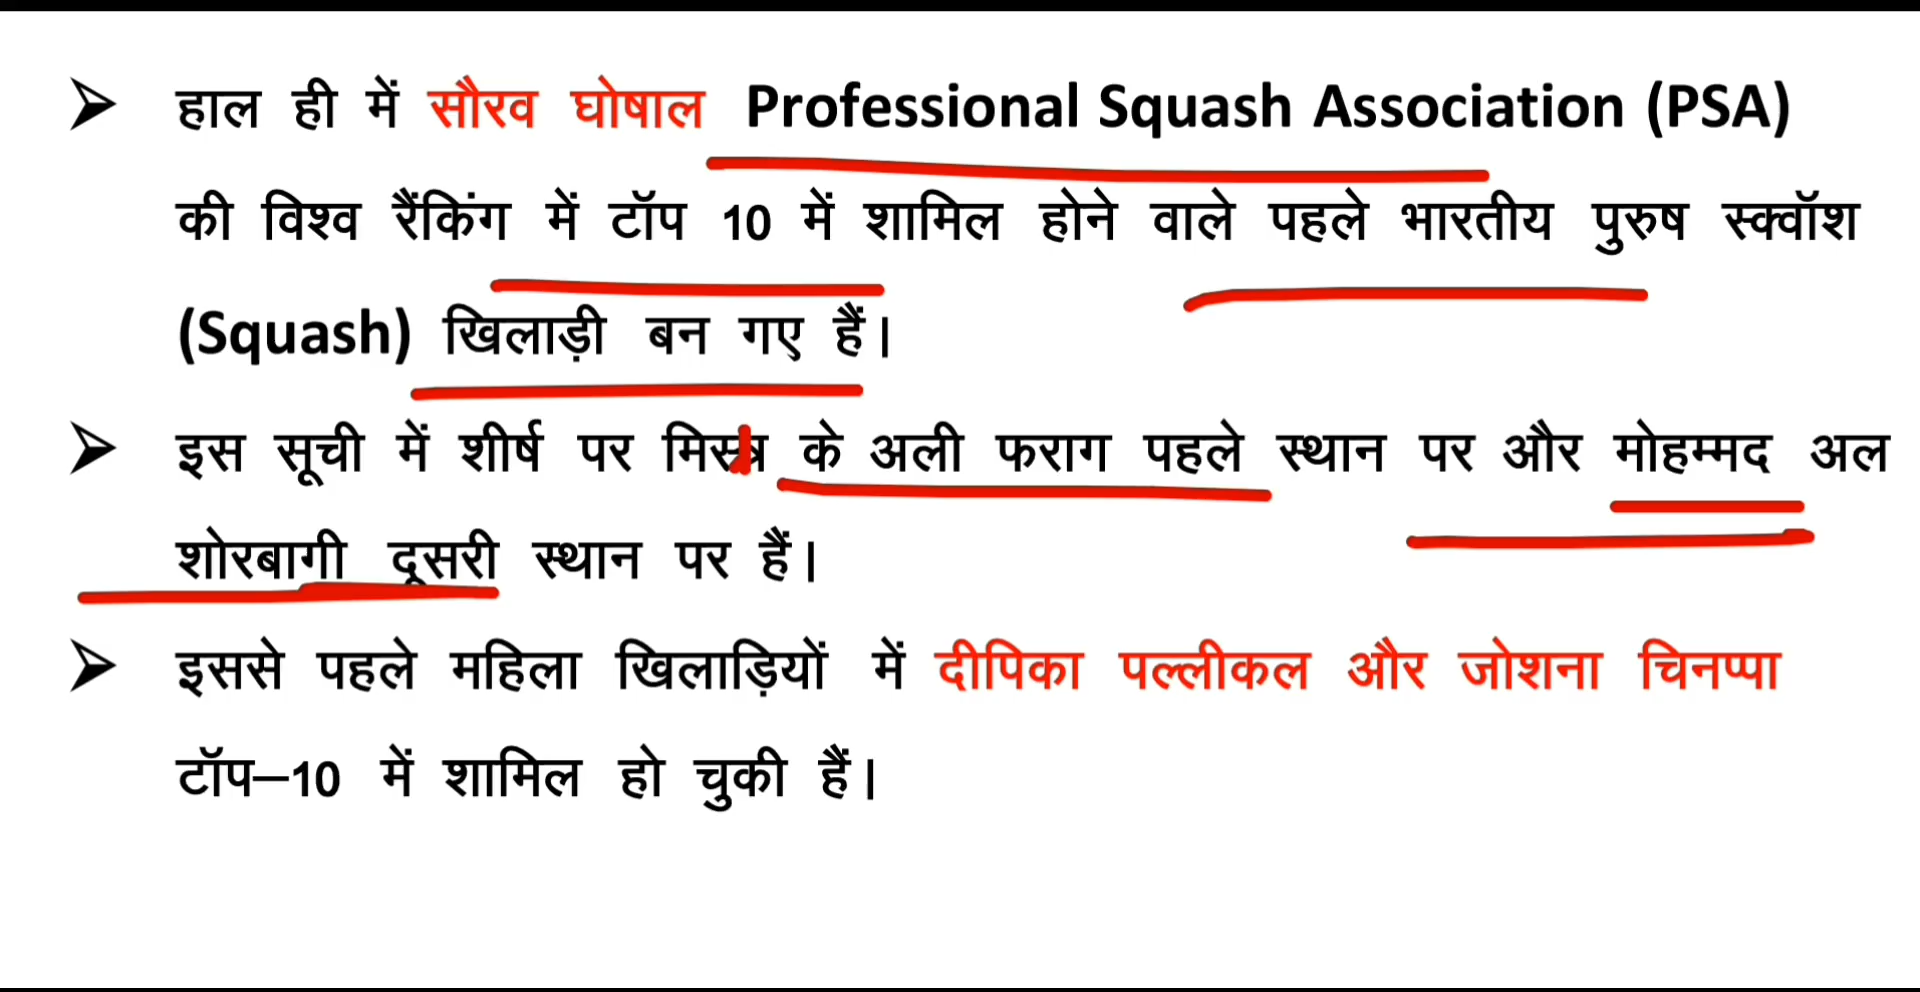 ➢ हाल ही में सौरव घोषाल Professional Squash Association (PSA)
की विश्व रैंकिंग में टॉप 10 में शामिल होने वाले पहले भारतीय पुरुष स्क्वॉश
(Squash) खिलाड़ी बन गए हैं।
➢ इस सूची में शीर्ष पर मिस्त्र के अली फराग पहले स्थान पर और मोहम्मद अल
शोरबागी दूसरी स्थान पर हैं।
➢ इससे पहले महिला खिलाड़ियों में दीपिका पल्लीकल और जोशना चिनप्पा
टॉप–10 में शामिल हो चुकी हैं।